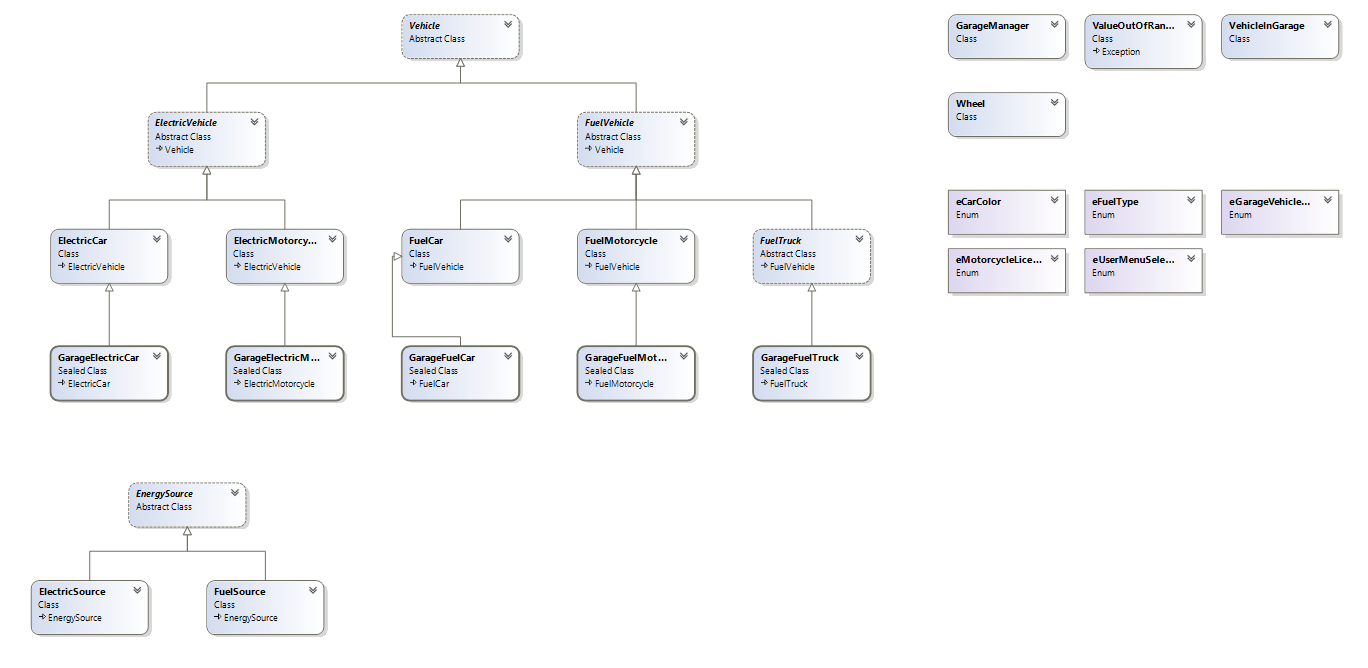 Vehicle
Abstract Class
GarageManager
Class
ValueOutOfRan...
Class
Exception
VehicleInGarage
Class
Wheel
Class
ElectricVehicle
Abstract Class
Vehicle
FuelVehicle
Abstract Class
Vehicle
eCarColor
Enum
eFuelType
Enum
eGarageVehicle...
Enum
ElectricCar
Class
ElectricVehicle
ElectricMotorcy...
Class
ElectricVehicle
FuelCar
Class
FuelVehicle
FuelMotorcycle
Class
FuelVehicle
FuelTruck
Abstract Class
FuelVehicle
eMotorcycleLice...
Enum
eUserMenuSele...
Enum
GarageElectricCar
Sealed Class
ElectricCar
GarageElectricM...
Sealed Class
ElectricMotorcycle
GarageFuelCar
Sealed Class
FuelCar
GarageFuelMot...
Sealed Class
FuelMotorcycle
GarageFuelTruck
Sealed Class
FuelTruck
EnergySource
Abstract Class
ElectricSource
Class
EnergySource
FuelSource
Class
EnergySource